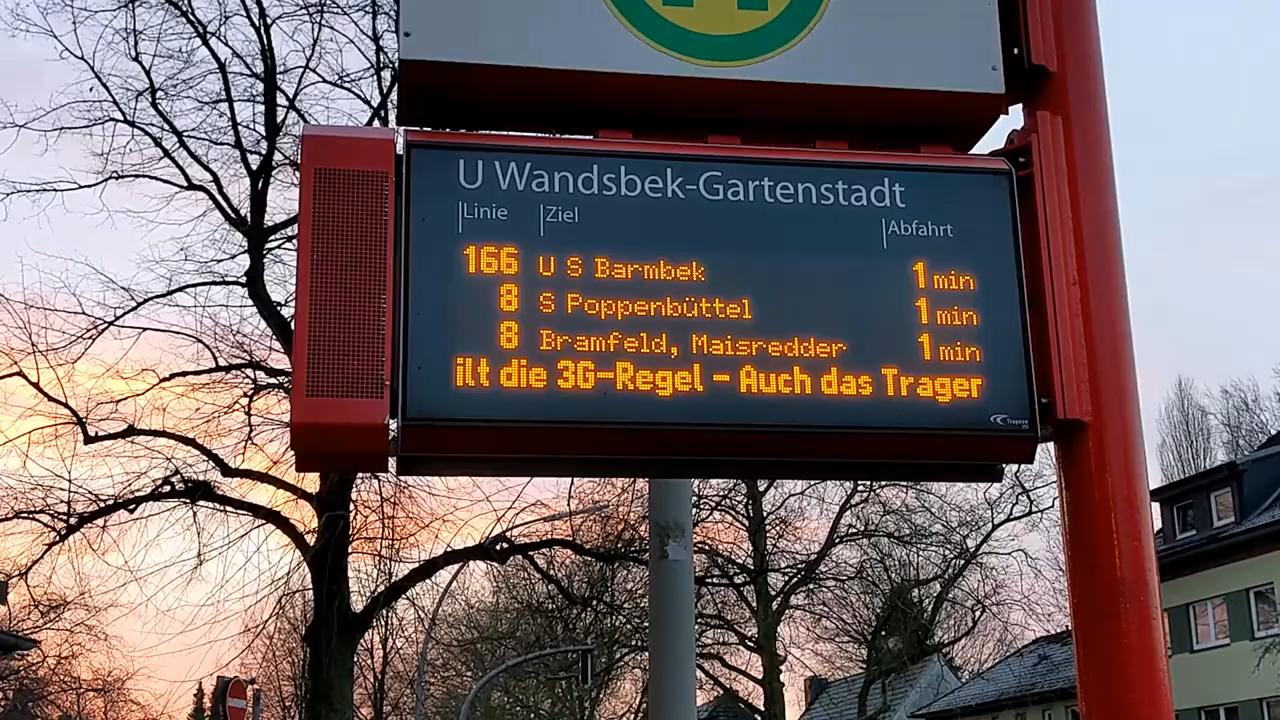 U Wandsbek-Gartenstadt
Linie Ziel Abfahrt
166 U S Barmbek 1 min
8 S Poppenbüttel 1 min
8 Bramfeld, Maisredder 1 min
ilt die 3G-Regel - Auch das Trager
Trapeze